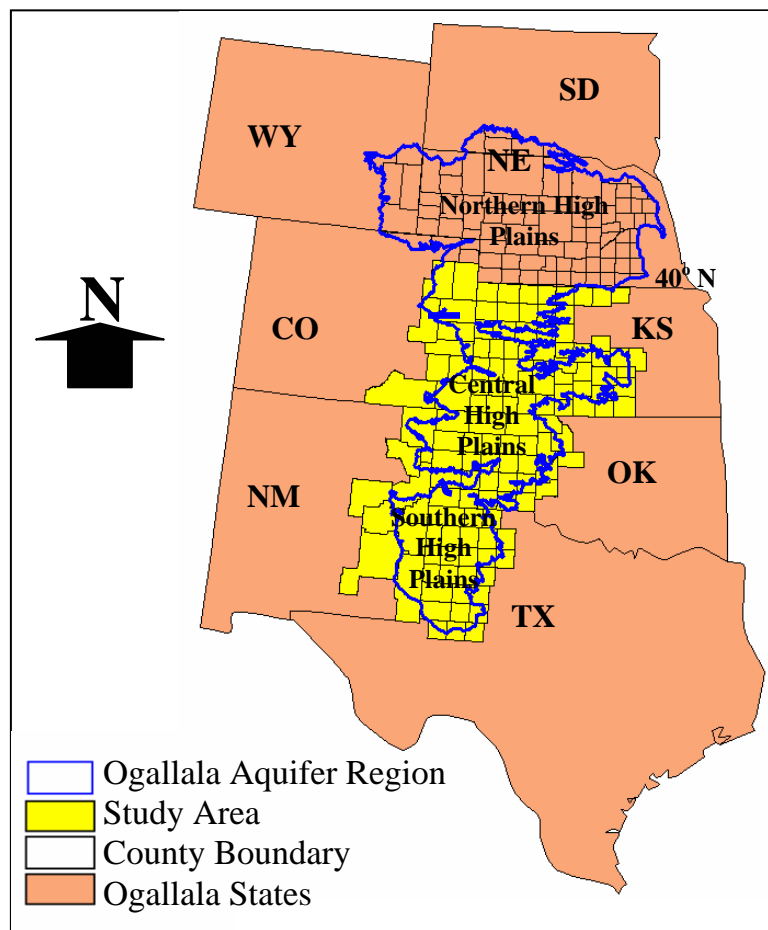 SD
WY
NE
Northern High
Plains
N
40° N
CO
KS
Central
High
Plains
OK
NM
Southern
High
Plains
TX
Ogallala Aquifer Region
Study Area
County Boundary
Ogallala States